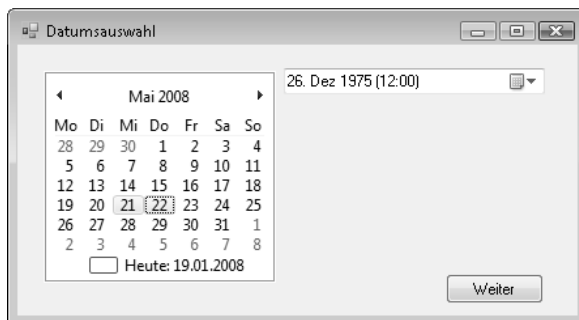 Datumsauswahl
Mai 2008
26. Dez 1975 (12:00)
Mo Di Mi Do Fr Sa So
28 29 30 1 2 3 4
5 6 7 8 9 10 11
12 13 14 15 16 17 18
19 20 21 22 23 24 25
26 27 28 29 30 31 1
2 3 4 5 6 7 8
Heute: 19.01.2008
Weiter